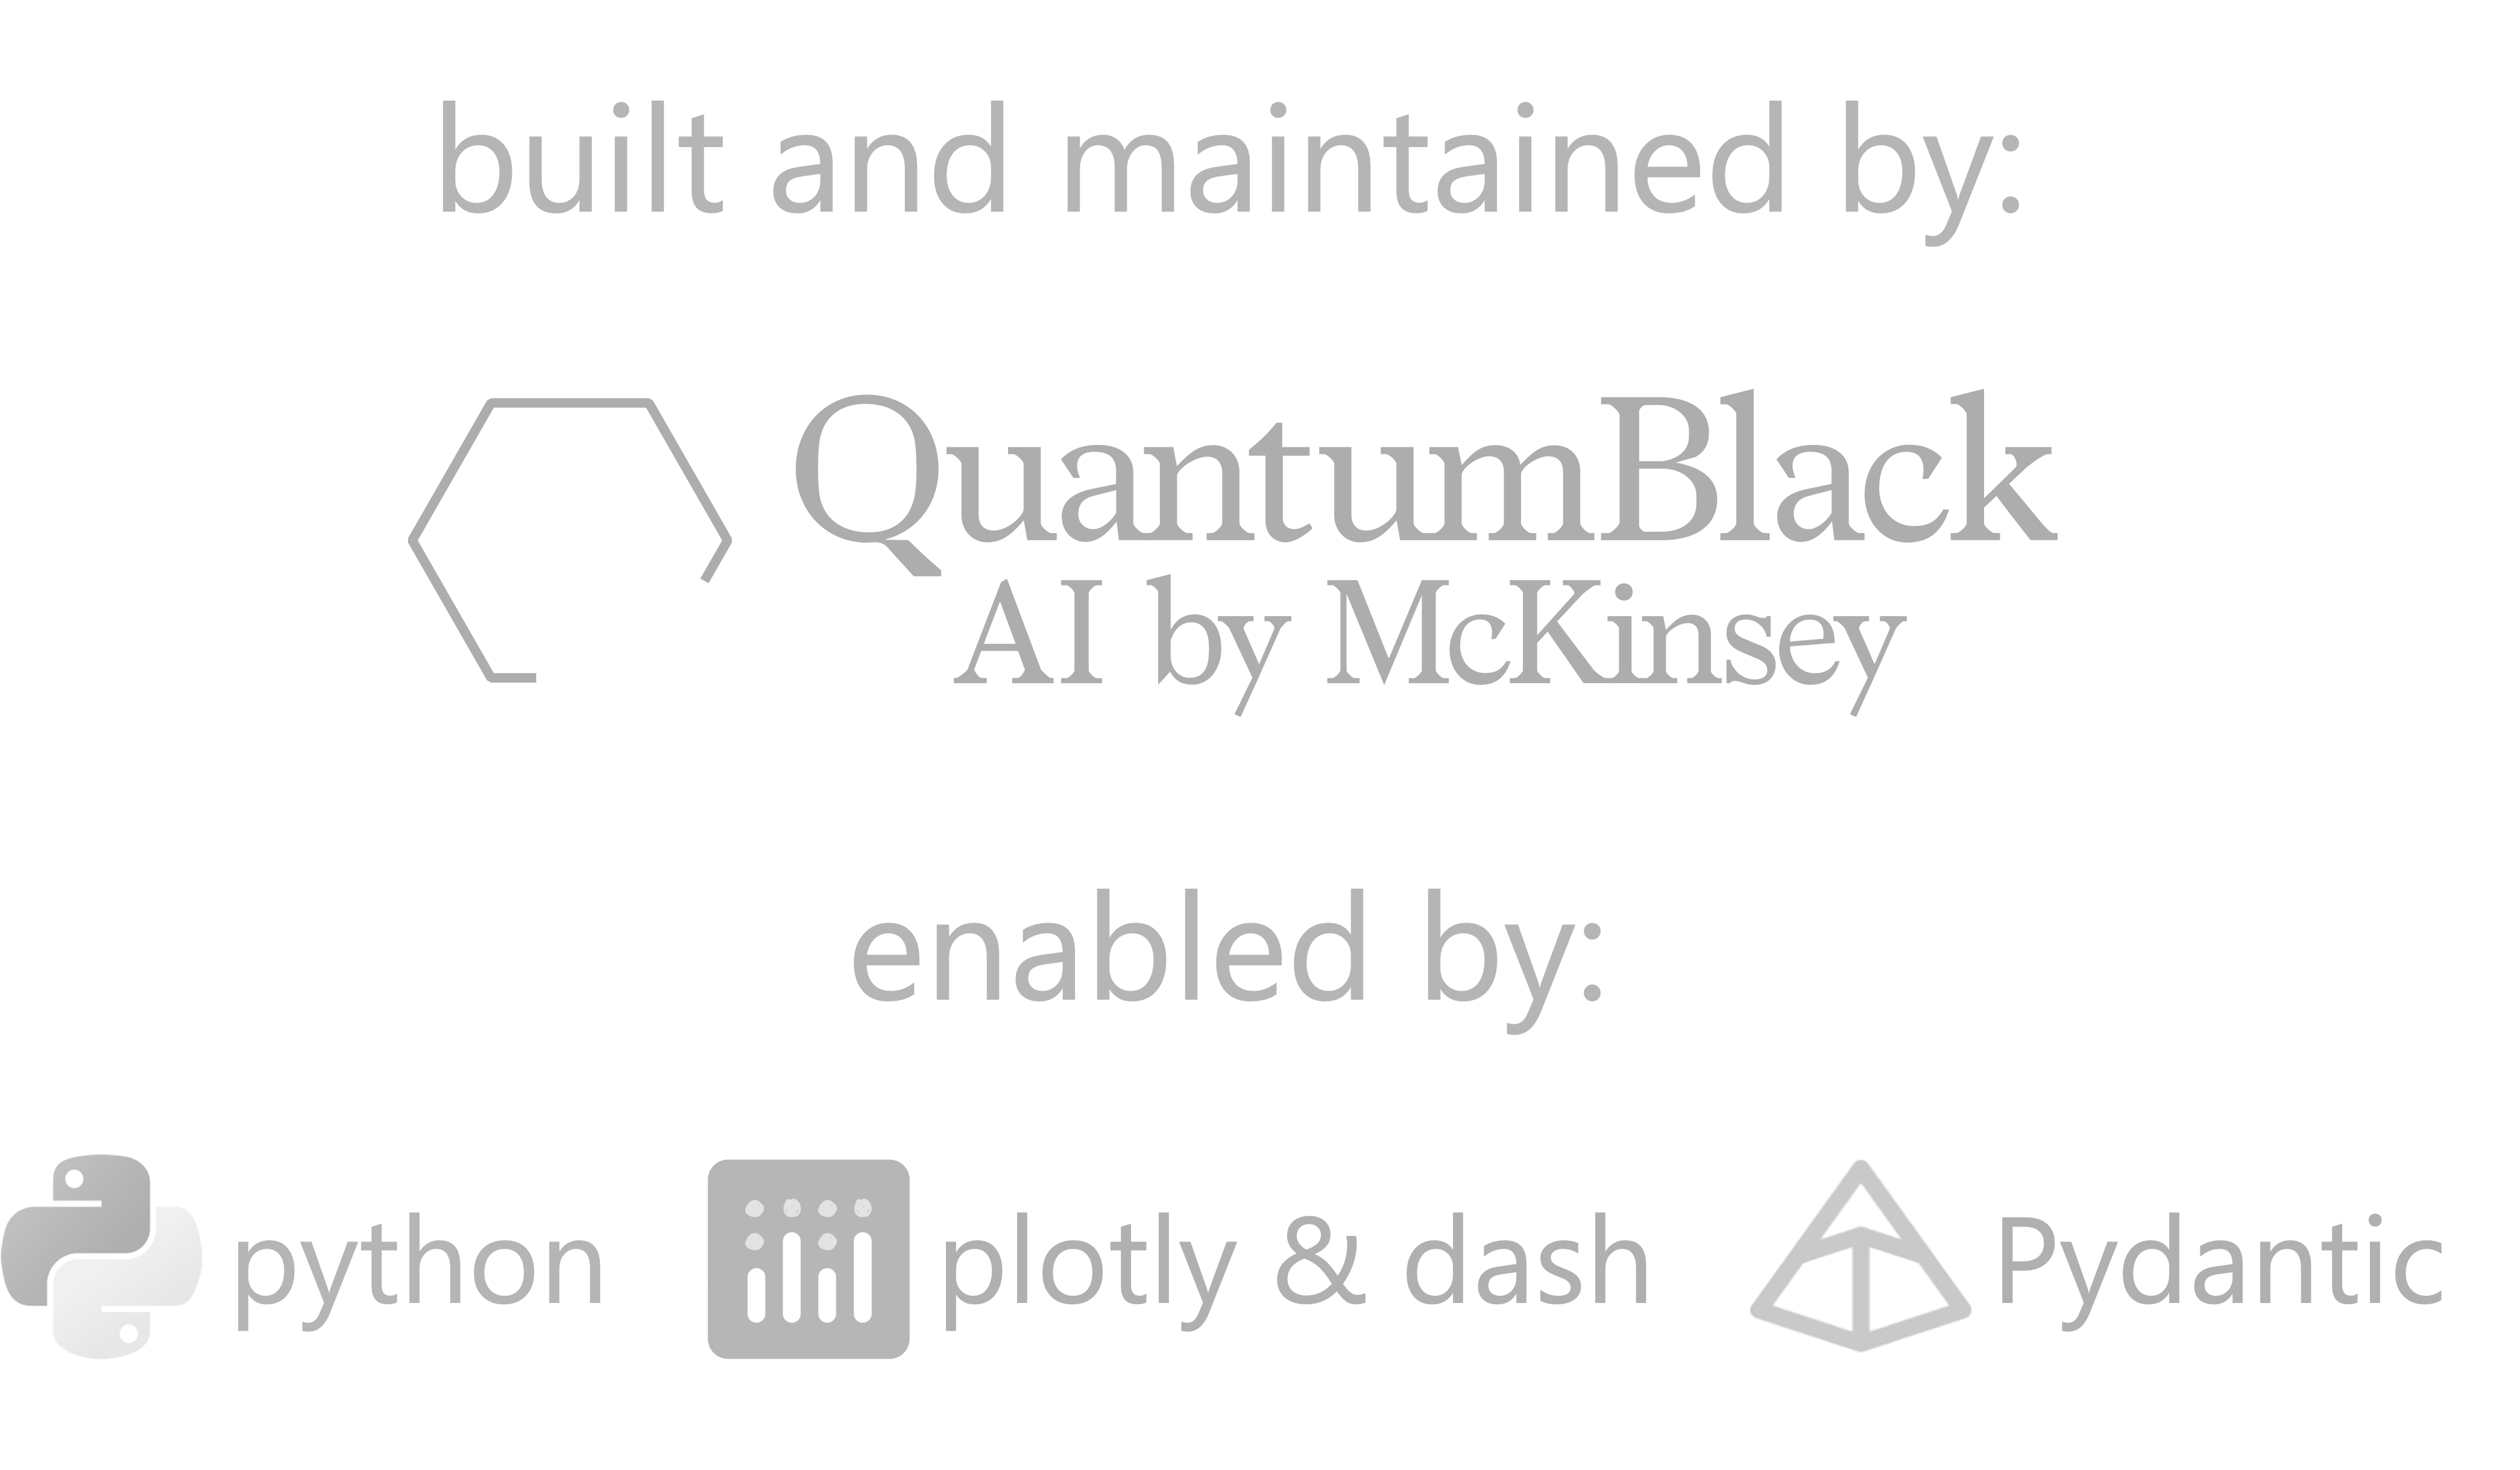 built and maintained by:
QuantumBlack
AI by McKinsey
enabled by:
python plotly & dash Pydantic